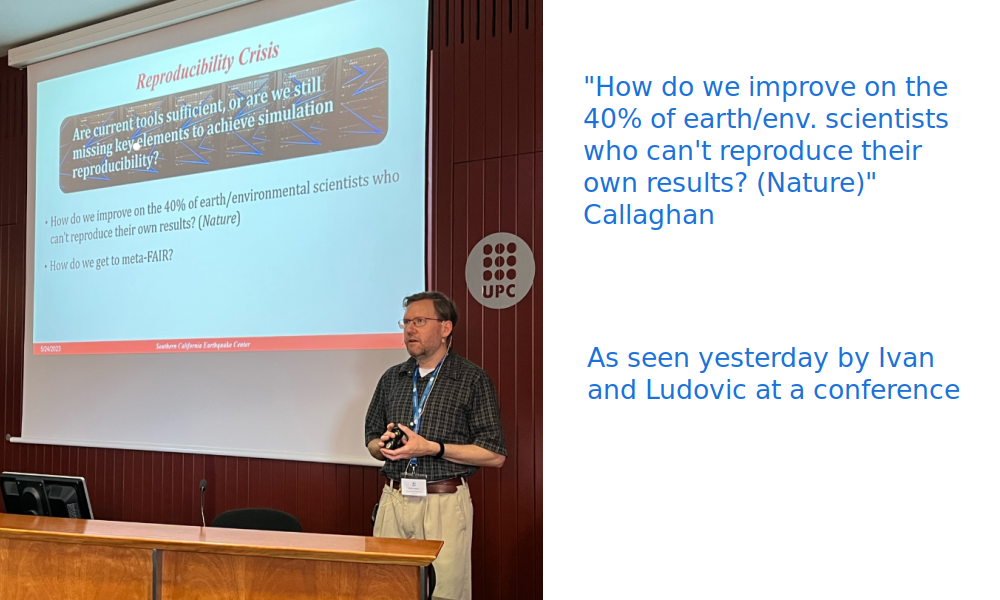 Reproducibility Crisis
Are current tools sufficient, or are we still
missing key elements to achieve simulation
reproducibility?
• How do we improve on the 40% of earth/environmental scientists who
can't reproduce their own results? (Nature)
• How do we get to meta-FAIR?
5/24/2023
Southern California Earthquake Center
UPC
"How do we improve on the
40% of earth/env. scientists
who can't reproduce their
own results? (Nature)"
Callaghan
As seen yesterday by Ivan
and Ludovic at a conference